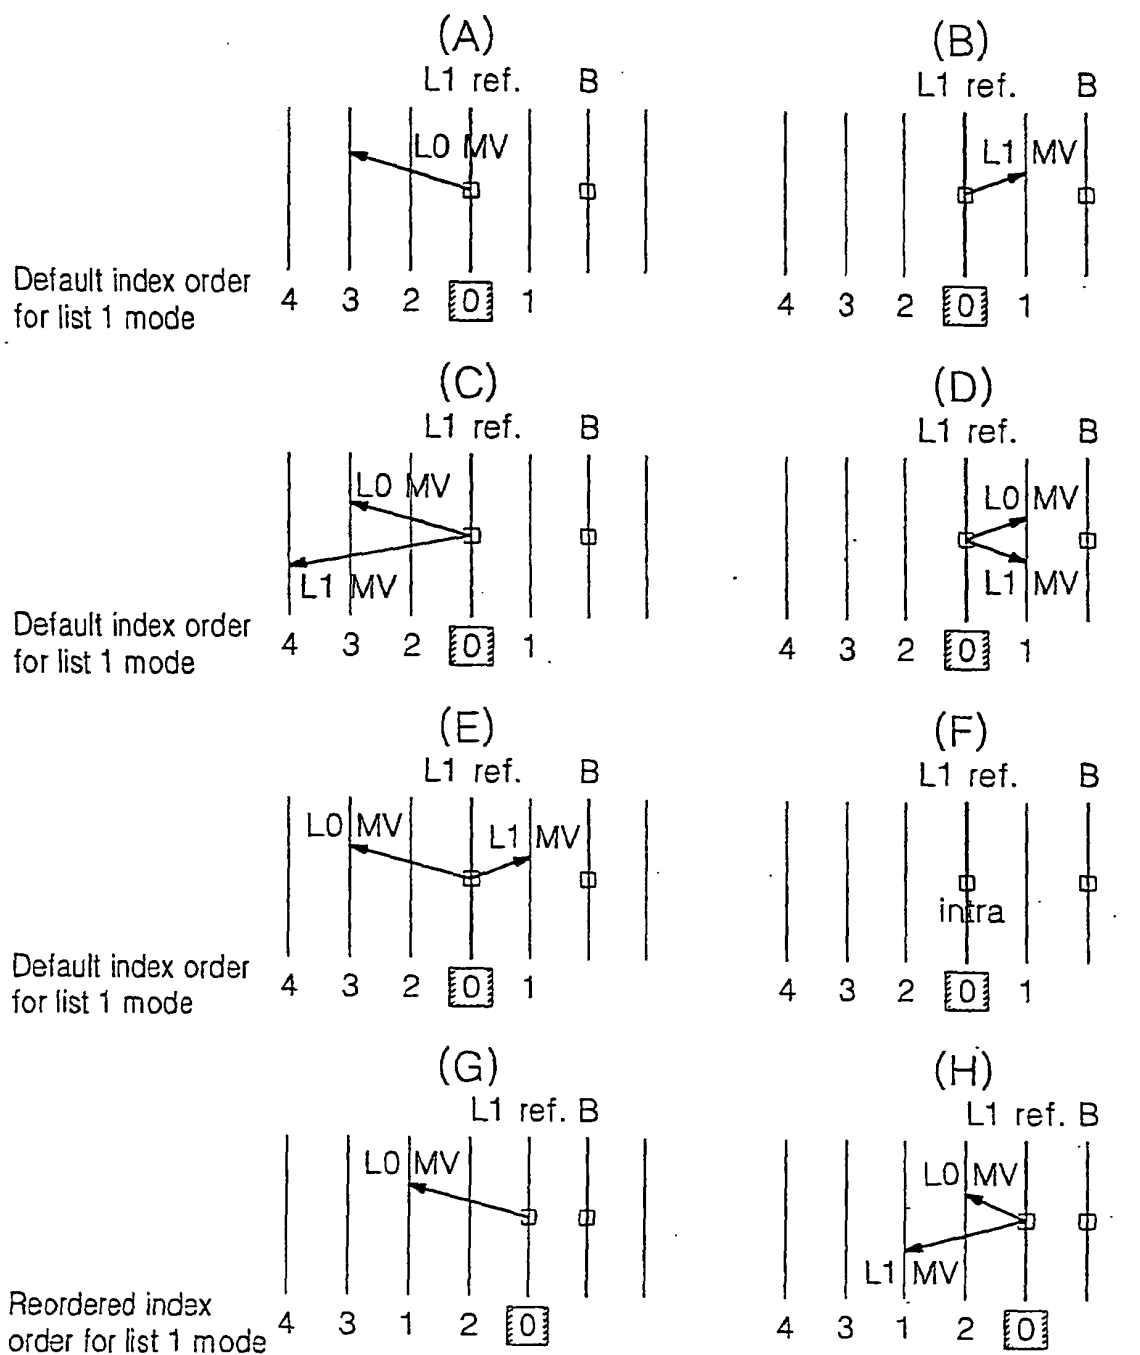 (A)
L1 ref. B
L0 MV
Default index order
for list 1 mode
4 3 2 0 1
(B)
L1 ref. B
L1 MV
4 3 2 0 1
(C)
L1 ref. B
L0 MV
L1 MV
Default index order
for list 1 mode
4 3 2 0 1
(D)
L1 ref. B
L0 MV
L1 MV
4 3 2 0 1
(E)
L1 ref. B
L0 MV
L1 MV
Default index order
for list 1 mode
4 3 2 0 1
(F)
L1 ref. B
intra
4 3 2 0 1
(G)
L1 ref. B
L0 MV
Reordered index
order for list 1 mode
4 3 1 2 0
(H)
L1 ref. B
L0 MV
L1 MV
4 3 1 2 0